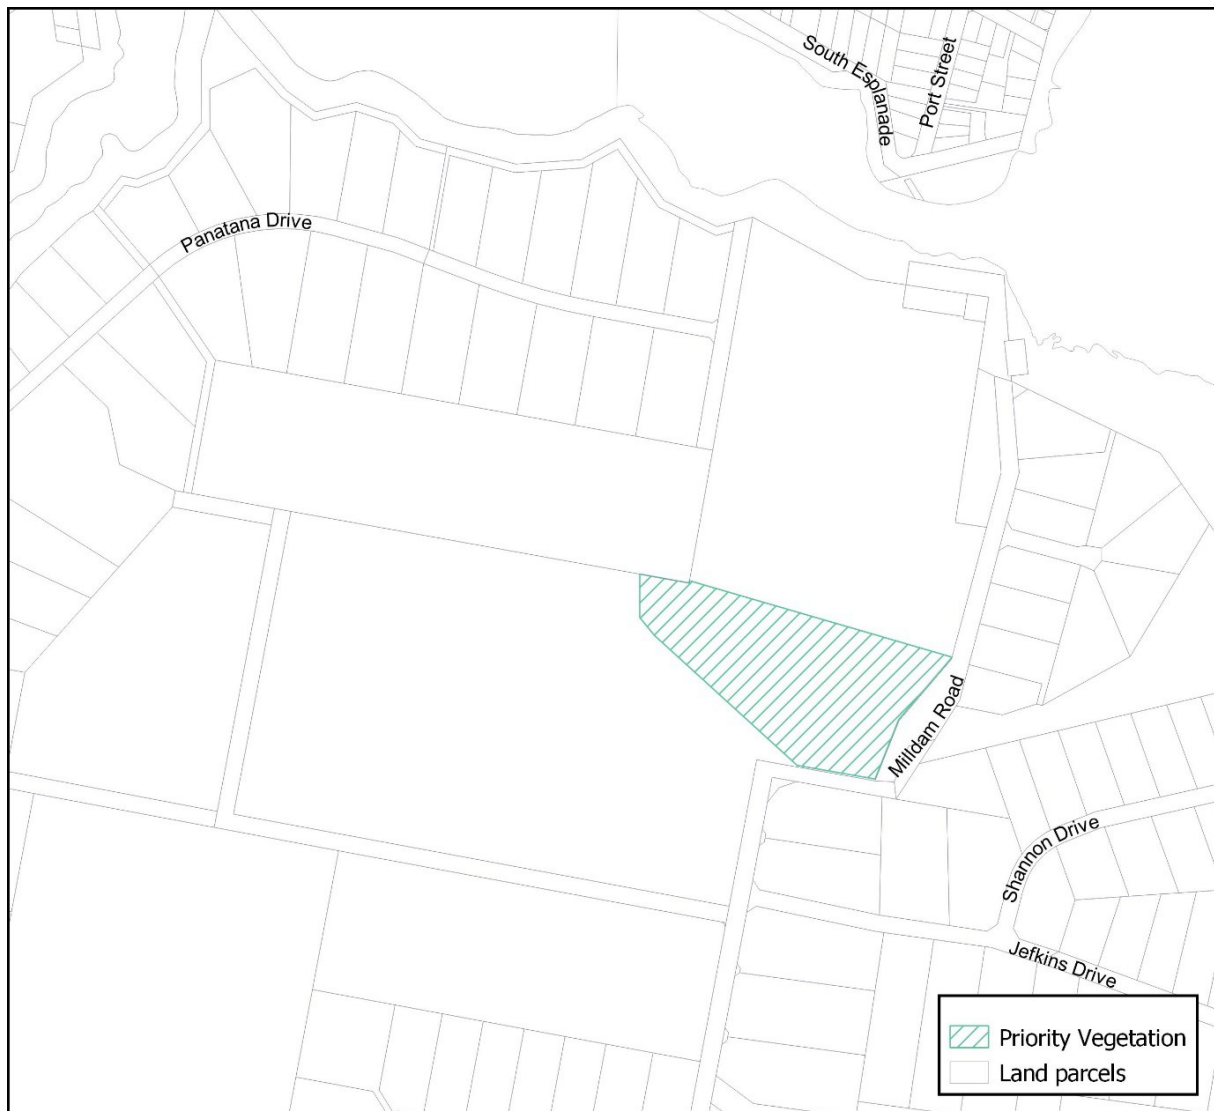 South Esplanade
Port Street
Panatana Drive
Milldam Road
Shannon Drive
Jefkins Drive
Priority Vegetation
Land parcels